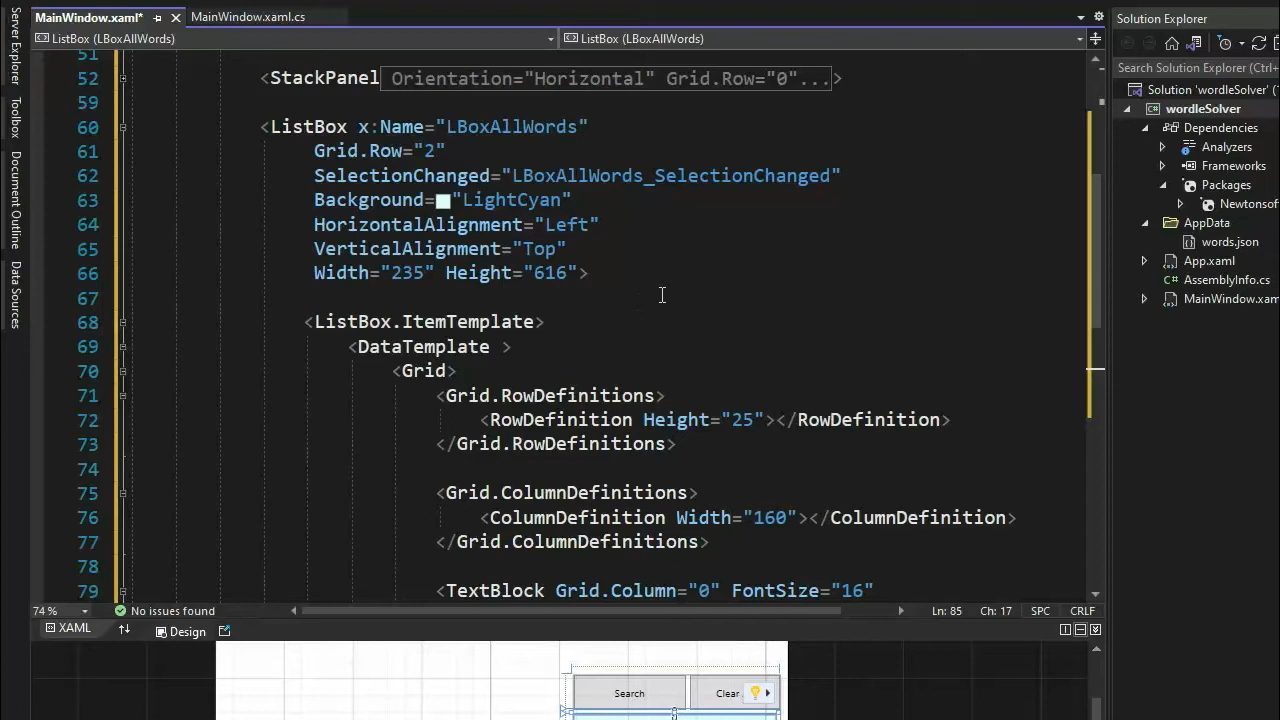 MainWindow.xaml*
MainWindow.xaml.cs
ListBox (LBoxAllWords)
ListBox (LBoxAllWords)
Server Explorer
Toolbox
Document Outline
Data Sources
51
52 <StackPanel Orientation="Horizontal" Grid.Row="0"...>
59
60 <ListBox x:Name="LBoxAllWords"
61 Grid.Row="2"
62 SelectionChanged="LBoxAllWords_SelectionChanged"
63 Background="LightCyan"
64 HorizontalAlignment="Left"
65 VerticalAlignment="Top"
66 Width="235" Height="616">
67
68 <ListBox.ItemTemplate>
69 <DataTemplate >
70 <Grid>
71 <Grid.RowDefinitions>
72 <RowDefinition Height="25"></RowDefinition>
73 </Grid.RowDefinitions>
74
75 <Grid.ColumnDefinitions>
76 <ColumnDefinition Width="160"></ColumnDefinition>
77 </Grid.ColumnDefinitions>
78
79 <TextBlock Grid.Column="0" FontSize="16"
74 % No issues found Ln: 85 Ch: 17 SPC CRLF
XAML Design
Search
Clear
Solution Explorer
Search Solution Explorer (Ct
Solution 'wordleSolver' (
wordleSolver
Dependencies
Analyzers
Frameworks
Packages
Newtonsof
AppData
words.json
App.xaml
AssemblyInfo.cs
MainWindow.xam